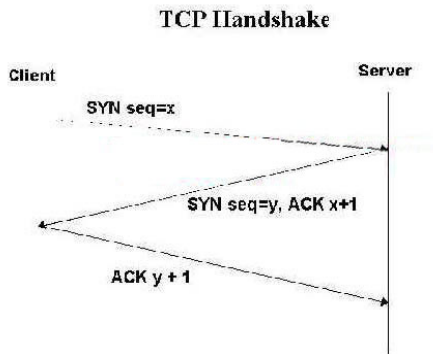 TCP Handshake
Client
Server
SYN seq=x
SYN seq=y, ACK x+1
ACK y + 1